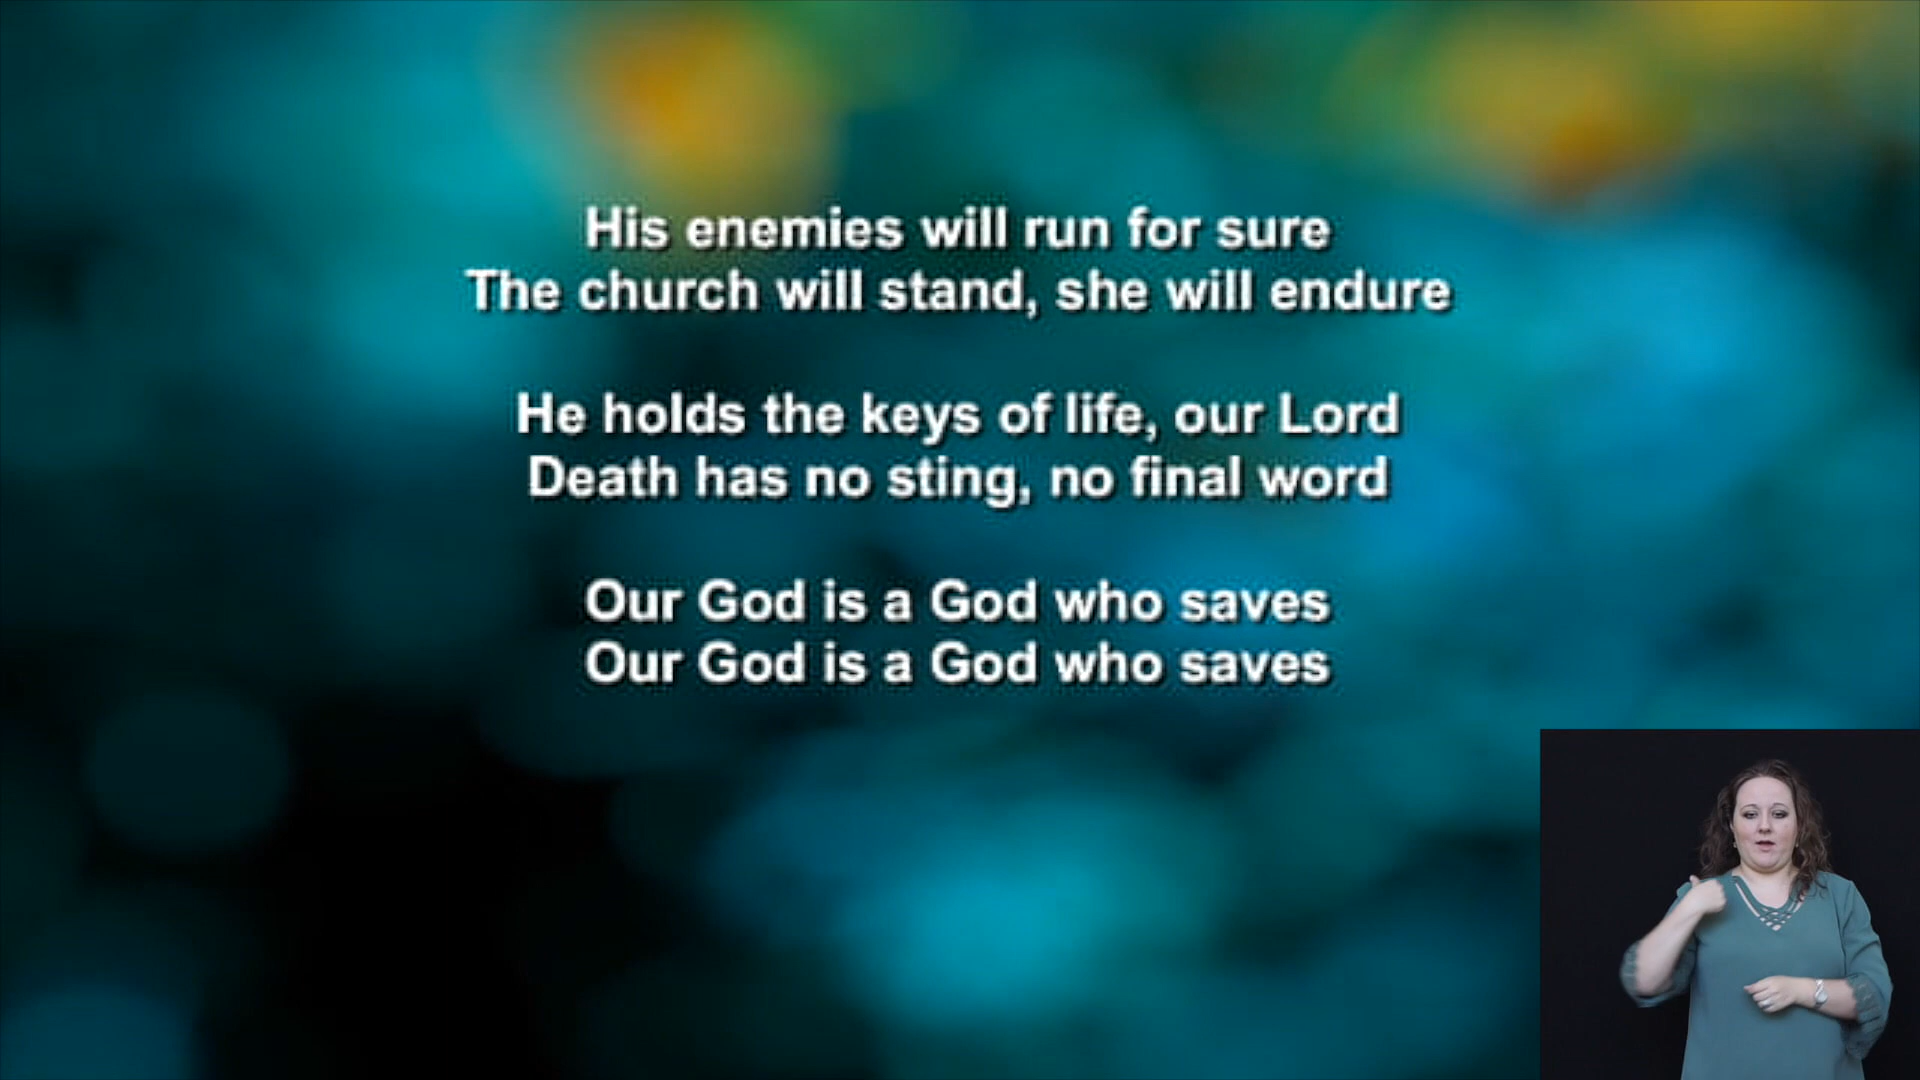 His enemies will run for sure
The church will stand, she will endure
He holds the keys of life, our Lord
Death has no sting, no final word
Our God is a God who saves
Our God is a God who saves